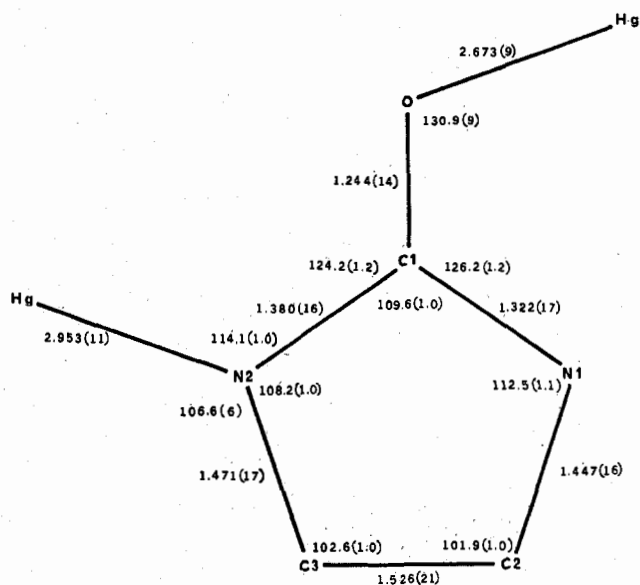 Hg
2.673(9)
O
130.9(9)
1.244(14)
124.2(1.2) C1 126.2(1.2)
Hg
1.380(16) 109.6(1.0) 1.322(17)
2.953(11) 114.1(1.0)
N2 N1
108.2(1.0) 112.5(1.1)
106.6(6)
1.471(17) 1.447(16)
102.6(1.0) 101.9(1.0)
C3 C2
1.526(21)